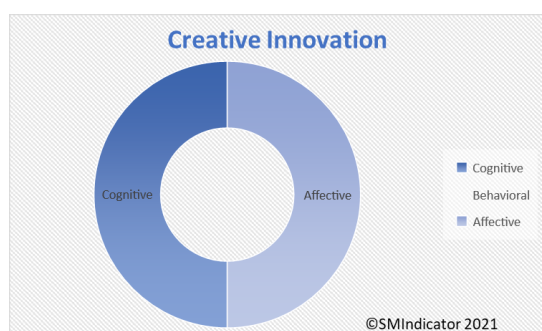 Creative Innovation
Cognitive
Affective
Cognitive
Behavioral
Affective
©SMIndicator 2021